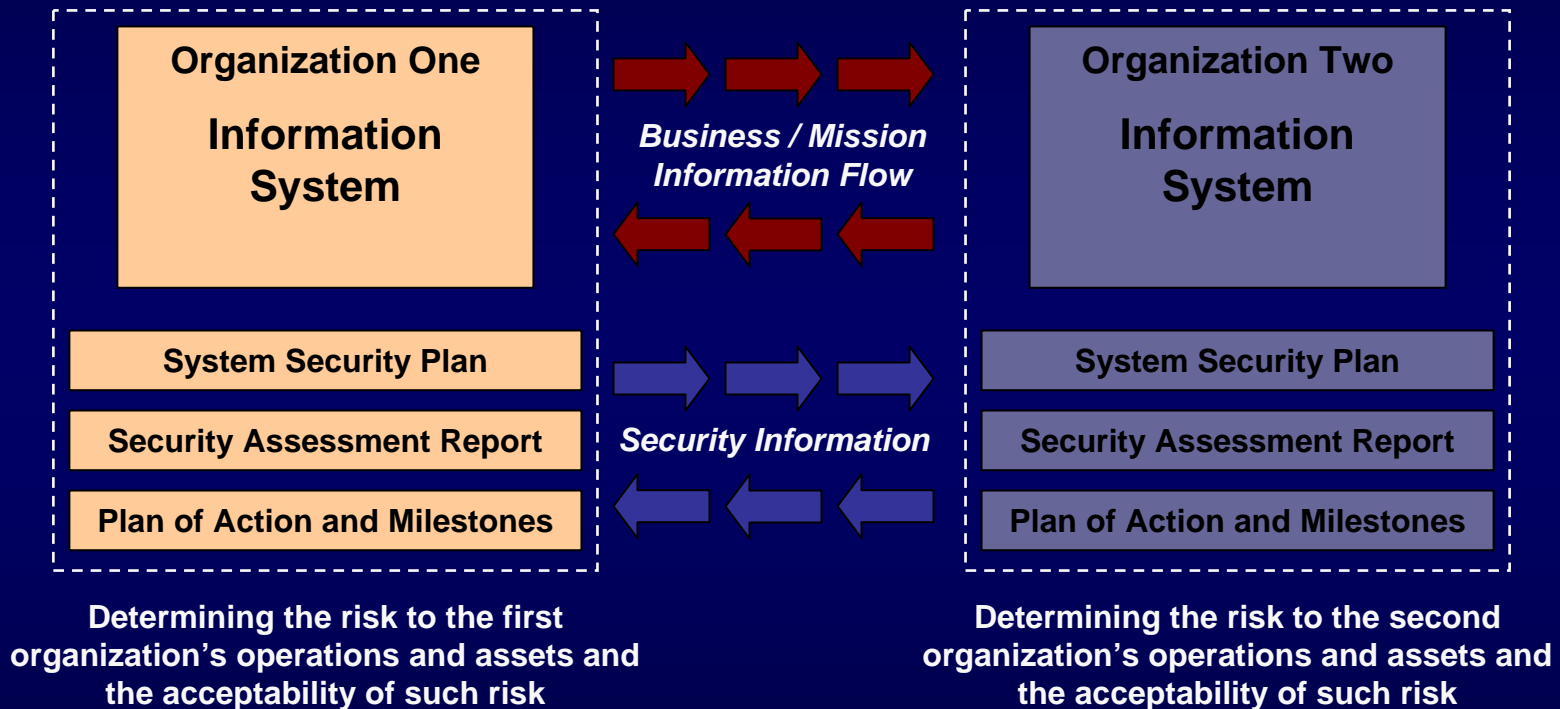 Organization One
Information
System
System Security Plan
Security Assessment Report
Plan of Action and Milestones
Determining the risk to the first
organization’s operations and assets and
the acceptability of such risk
Business / Mission
Information Flow
Security Information
Organization Two
Information
System
System Security Plan
Security Assessment Report
Plan of Action and Milestones
Determining the risk to the second
organization’s operations and assets and
the acceptability of such risk